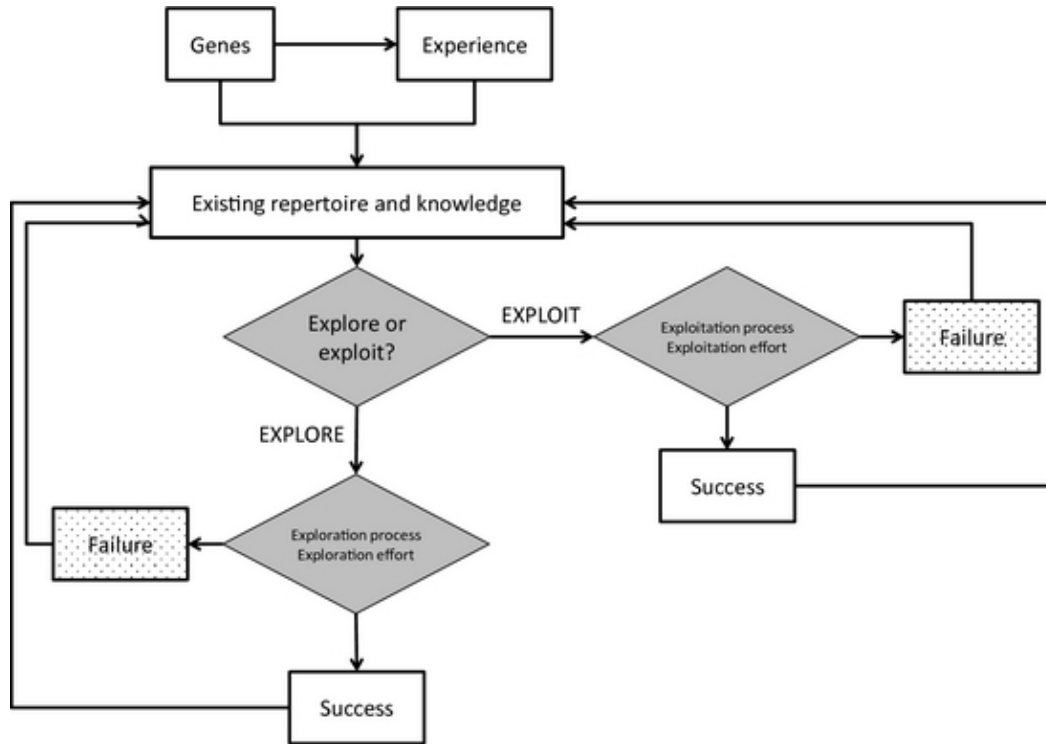 Genes
Experience
Existing repertoire and knowledge
Explore or
exploit?
EXPLOIT
Exploitation process
Exploitation effort
Failure
EXPLORE
Success
Exploration process
Exploration effort
Failure
Success